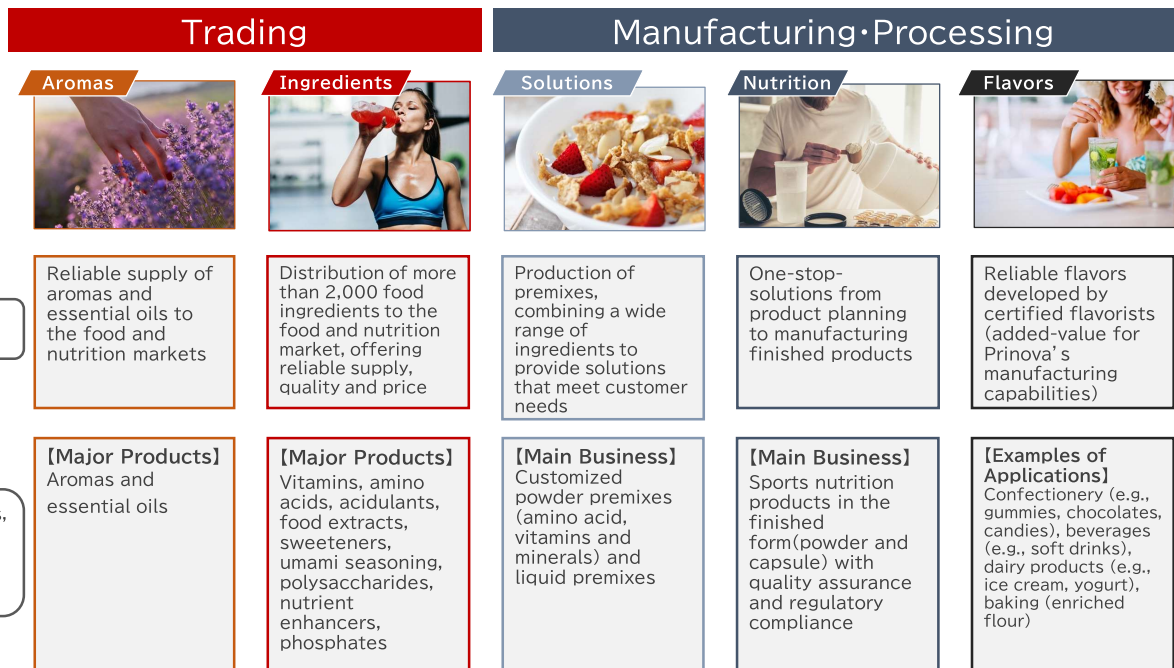 Trading
Manufacturing・Processing
Aromas
Ingredients
Solutions
Nutrition
Flavors
Reliable supply of
aromas and
essential oils to
the food and
nutrition markets
Distribution of more
than 2,000 food
ingredients to the
food and nutrition
market, offering
reliable supply,
quality and price
Production of
premixes,
combining a wide
range of
ingredients to
provide solutions
that meet customer
needs
One-stop-
solutions from
product planning
to manufacturing
finished products
Reliable flavors
developed by
certified flavorists
(added-value for
Prinova’s
manufacturing
capabilities)
【Major Products】
Aromas and
essential oils
【Major Products】
Vitamins, amino
acids, acidulants,
food extracts,
sweeteners,
umami seasoning,
polysaccharides,
nutrient
enhancers,
phosphates
【Main Business】
Customized
powder premixes
(amino acid,
vitamins and
minerals) and
liquid premixes
【Main Business】
Sports nutrition
products in the
finished
form(powder and
capsule) with
quality assurance
and regulatory
compliance
【Examples of
Applications】
Confectionery (e.g.,
gummies, chocolates,
candies), beverages
(e.g., soft drinks),
dairy products (e.g.,
ice cream, yogurt),
baking (enriched
flour)